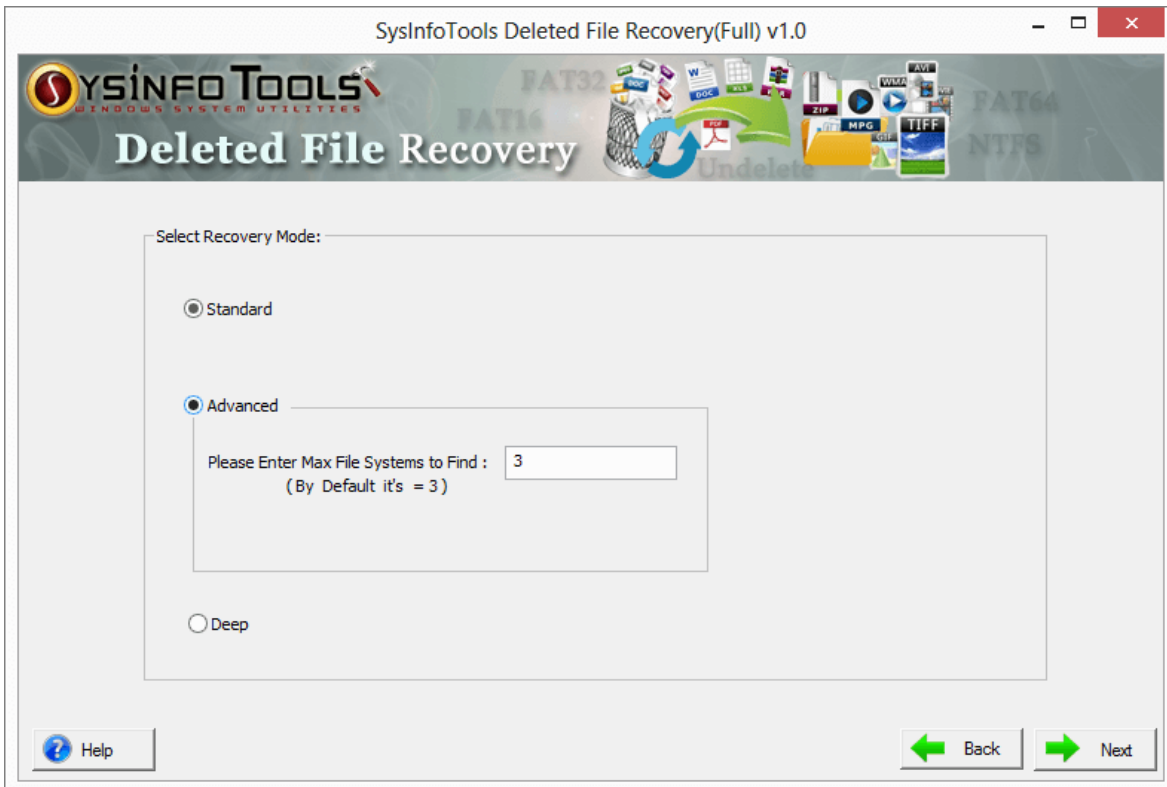 SysInfoTools Deleted File Recovery(Full) v1.0
SYSINFO TOOLS
WINDOWS SYSTEM UTILITIES
Deleted File Recovery
FAT32
FAT16
Undelete
FAT64
NTFS
DOC
DOC
XLS
PDF
ZIP
MPG
WMA
AVI
GIF
TIFF
Select Recovery Mode:
Standard
Advanced
Please Enter Max File Systems to Find : 3
( By Default it's = 3 )
Deep
Help
Back
Next